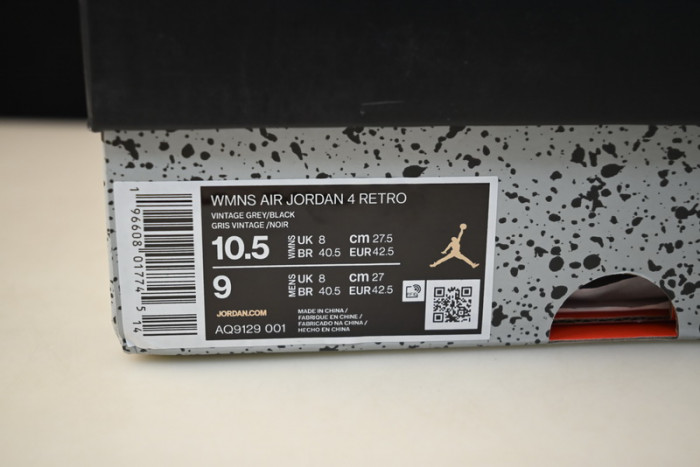 WMNS AIR JORDAN 4 RETRO
VINTAGE GREY/BLACK
GRIS VINTAGE /NOIR
10.5 WMNS UK 8 CM 27.5
BR 40.5 EUR 42.5
9 MENS UK 8 CM 27
BR 40.5 EUR 42.5
JORDAN.COM
AQ9129 001
MADE IN CHINA /
FABRIQUE EN CHINE /
FABRICADO NA CHINA /
HECHO EN CHINA
1 96608 01774 5 14